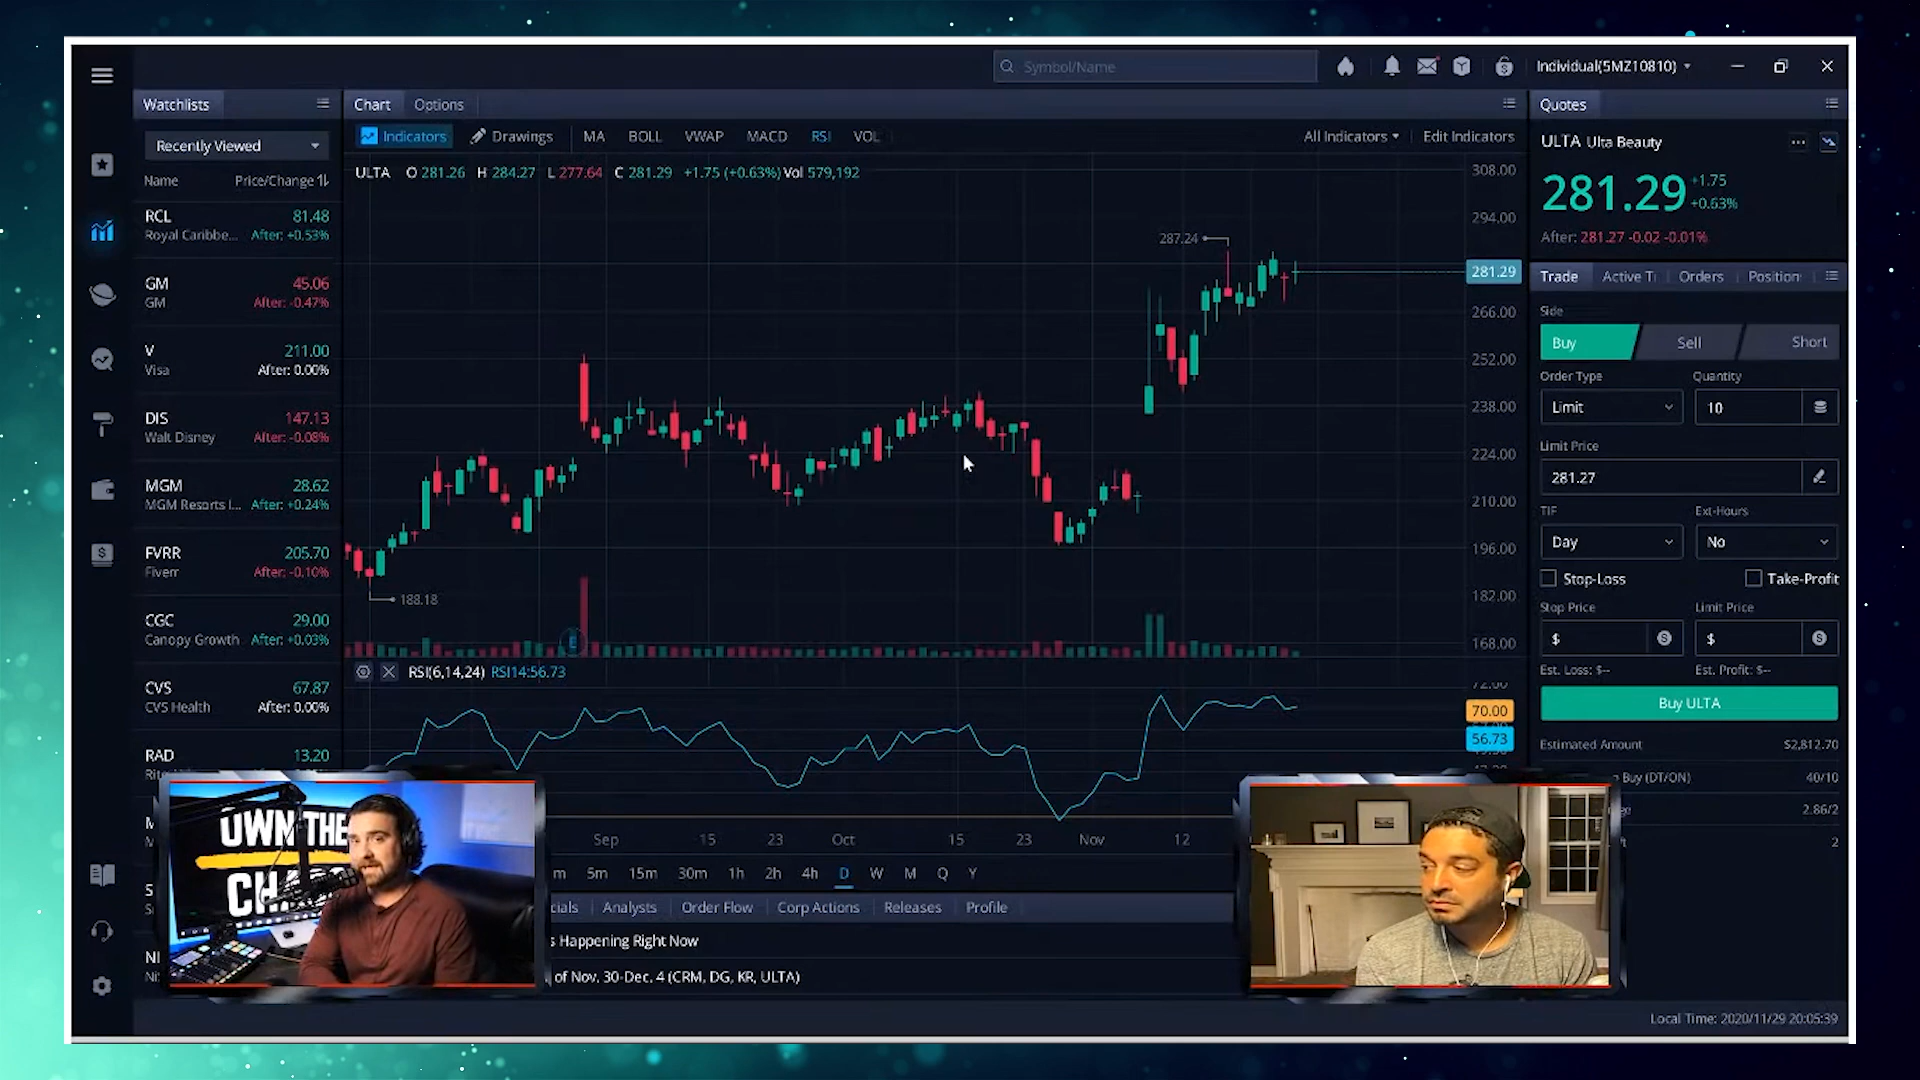 Symbol/Name
Individual(5MZ10810)
Watchlists
Chart
Options
Quotes
Recently Viewed
Indicators
Drawings
MA
BOLL
VWAP
MACD
RSI
VOL
All Indicators
Edit Indicators
ULTA Ulta Beauty
Name
Price/Change
ULTA O 281.26 H 284.27 L 277.64 C 281.29 +1.75 (+0.63%) Vol 579,192
308.00
294.00
281.29
266.00
252.00
238.00
224.00
210.00
196.00
182.00
168.00
287.24
188.18
281.29
+1.75
+0.63%
After: 281.27 -0.02 -0.01%
RCL 81.48
Royal Caribbe... After: +0.53%
GM 45.06
GM After: -0.47%
V 211.00
Visa After: 0.00%
DIS 147.13
Walt Disney After: -0.08%
MGM 28.62
MGM Resorts I... After: +0.24%
FVRR 205.70
Fiverr After: -0.10%
CGC 29.00
Canopy Growth After: +0.03%
CVS 67.87
CVS Health After: 0.00%
RAD 13.20
Trade
Active Ti
Orders
Position
Side
Buy
Sell
Short
Order Type
Quantity
Limit
10
Limit Price
281.27
TIF
Ext-Hours
Day
No
Stop-Loss
Take-Profit
Stop Price
Limit Price
$
$
Est. Loss: $--
Est. Profit: $--
Buy ULTA
Estimated Amount $2,812.70
Buy (DT/ON) 40/10
2.86/2
2
E
RSI(6,14,24) RSI14:56.73
70.00
56.73
Sep
15
23
Oct
15
23
Nov
12
m
5m
15m
30m
1h
2h
4h
D
W
M
Q
Y
cials
Analysts
Order Flow
Corp Actions
Releases
Profile
s Happening Right Now
of Nov. 30-Dec. 4 (CRM, DG, KR, ULTA)
OWN THE
CHA
Local Time: 2020/11/29 20:05:39